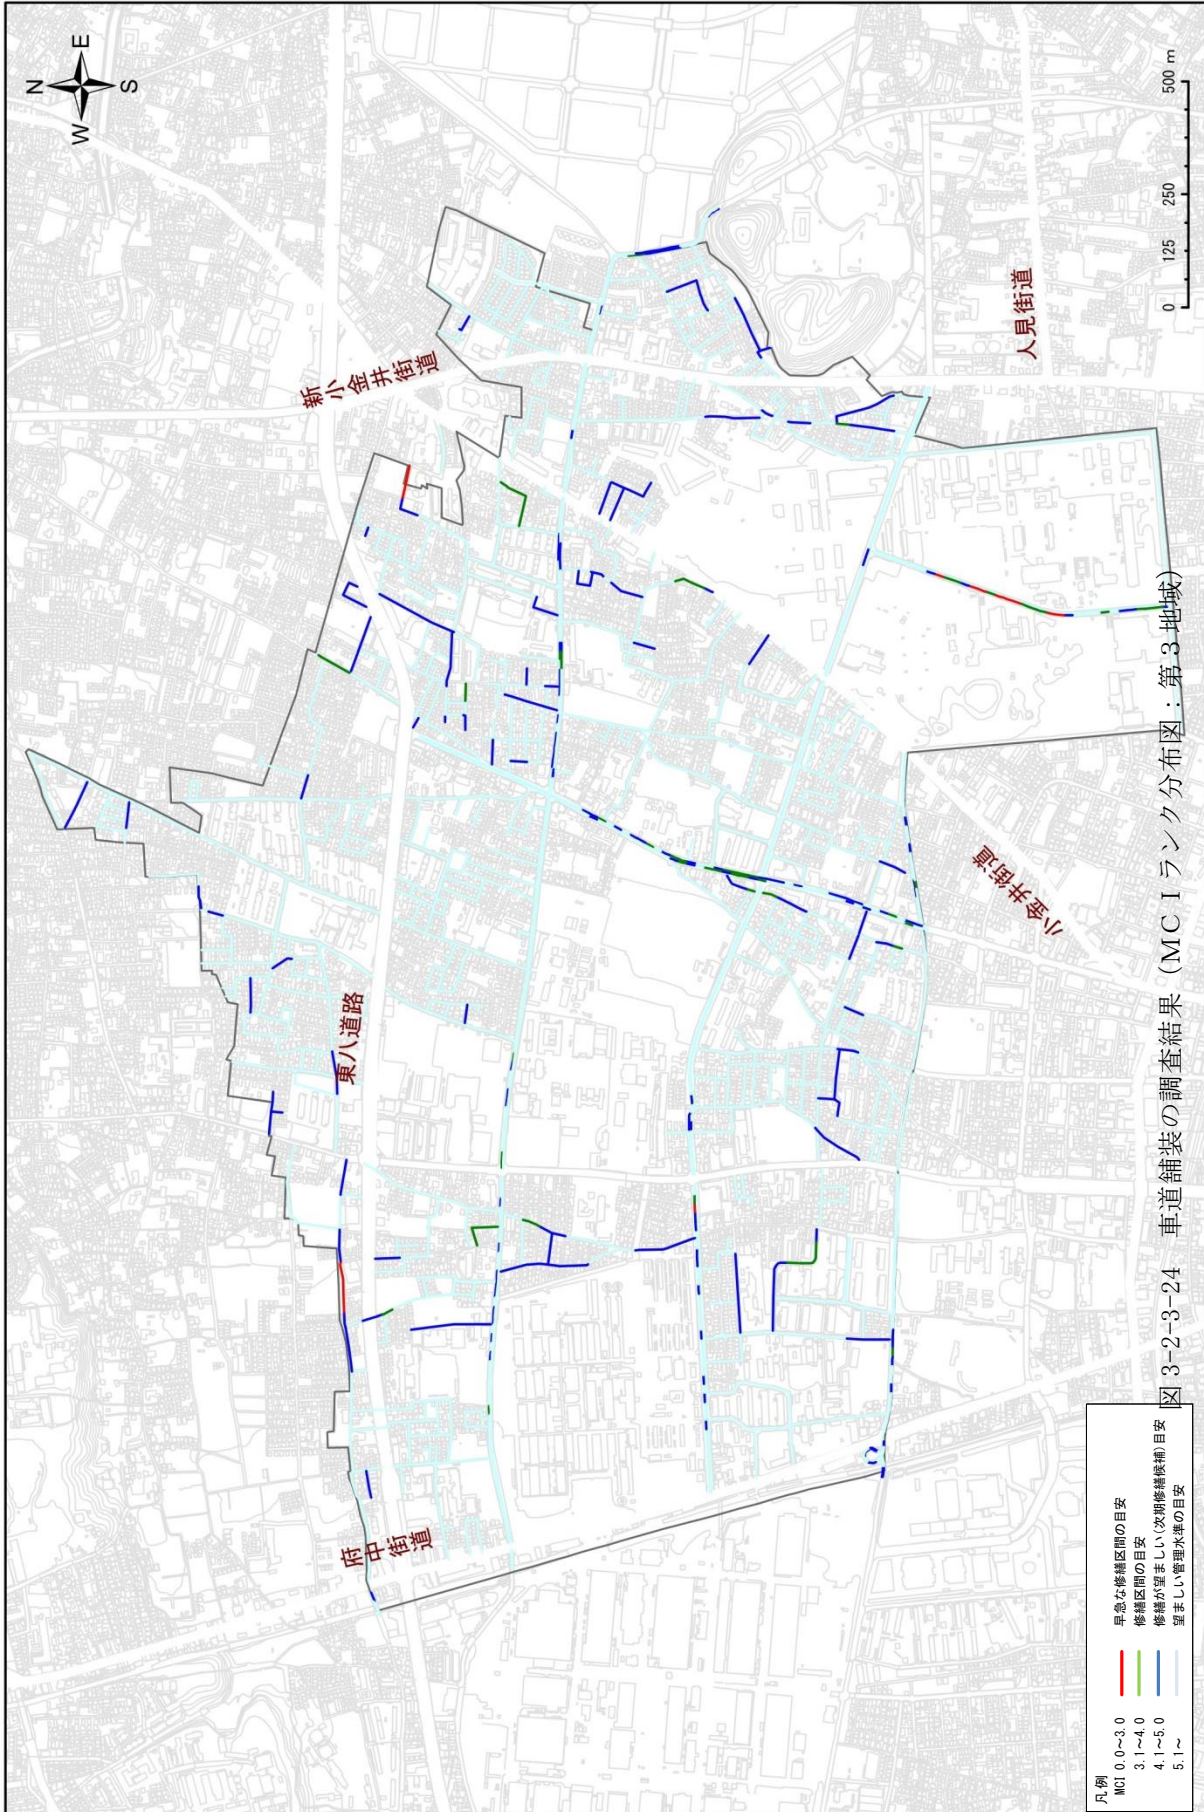 N
W
E
S
新小金井街道
東八道路
府中街道
人見街道
小金井街道
0 125 250 500 m
凡例
MCI 0.0~3.0 早急な修繕区間の目安
3.1~4.0 修繕区間の目安
4.1~5.0 修繕が望ましい(次期修繕候補)目安
5.1~ 望ましい管理水準の目安
図 3-2-3-24 車道舗装の調査結果（MCIランク分布図：第3地域）